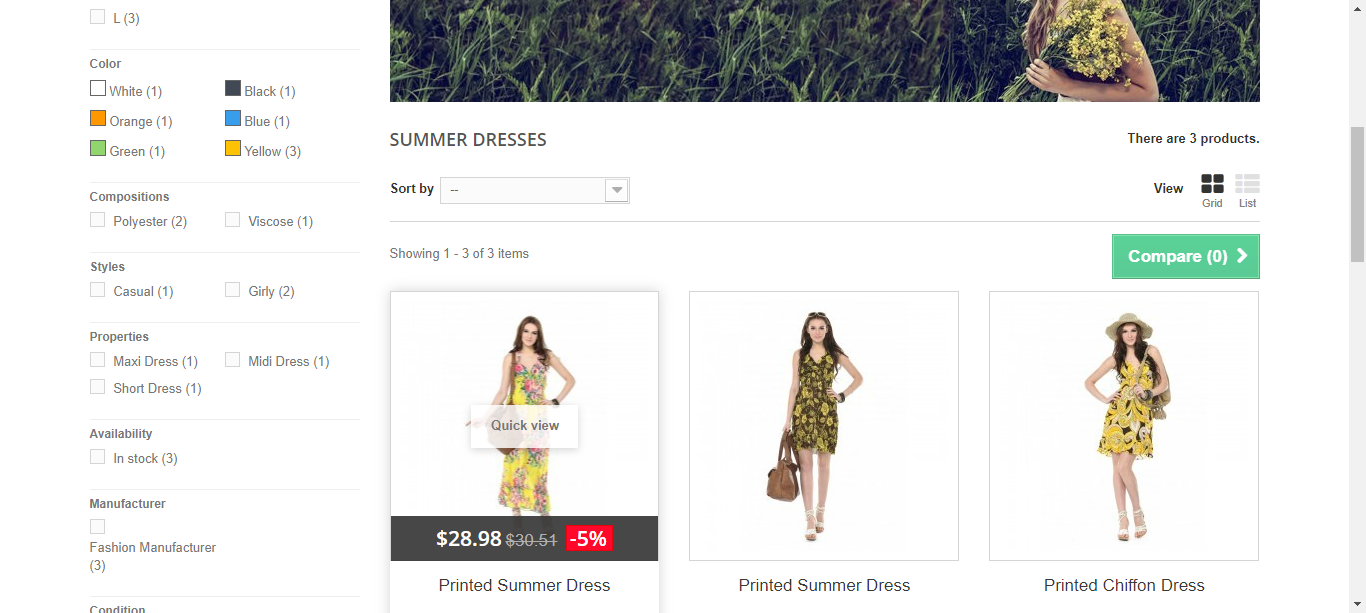 L (3)
Color
White (1) Black (1)
Orange (1) Blue (1)
Green (1) Yellow (3)
Compositions
Polyester (2) Viscose (1)
Styles
Casual (1) Girly (2)
Properties
Maxi Dress (1) Midi Dress (1)
Short Dress (1)
Availability
In stock (3)
Manufacturer
Fashion Manufacturer
(3)
Condition
SUMMER DRESSES
There are 3 products.
Sort by --
View Grid List
Showing 1 - 3 of 3 items
Compare (0)
Quick view
$28.98 $30.51 -5%
Printed Summer Dress
Printed Summer Dress
Printed Chiffon Dress